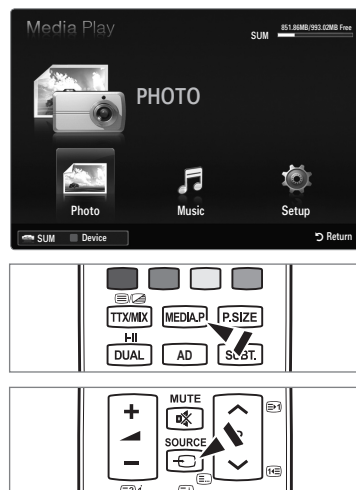 Media Play
SUM 851.86MB/993.02MB Free
PHOTO
Photo Music Setup
SUM Device Return
TTX/MIX MEDIA.P P.SIZE
I-II
DUAL AD SUBT.
MUTE
SOURCE